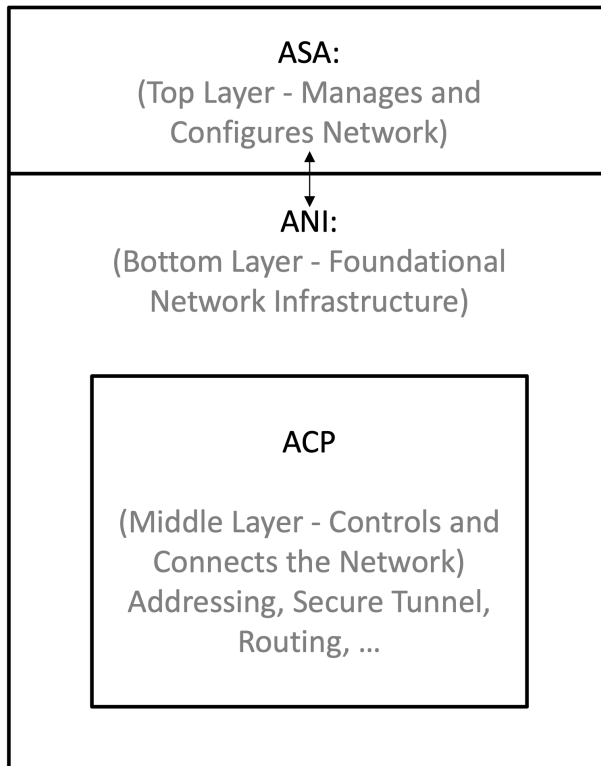 ASA:
(Top Layer - Manages and
Configures Network)
ANI:
(Bottom Layer - Foundational
Network Infrastructure)
ACP
(Middle Layer - Controls and
Connects the Network)
Addressing, Secure Tunnel,
Routing, ...